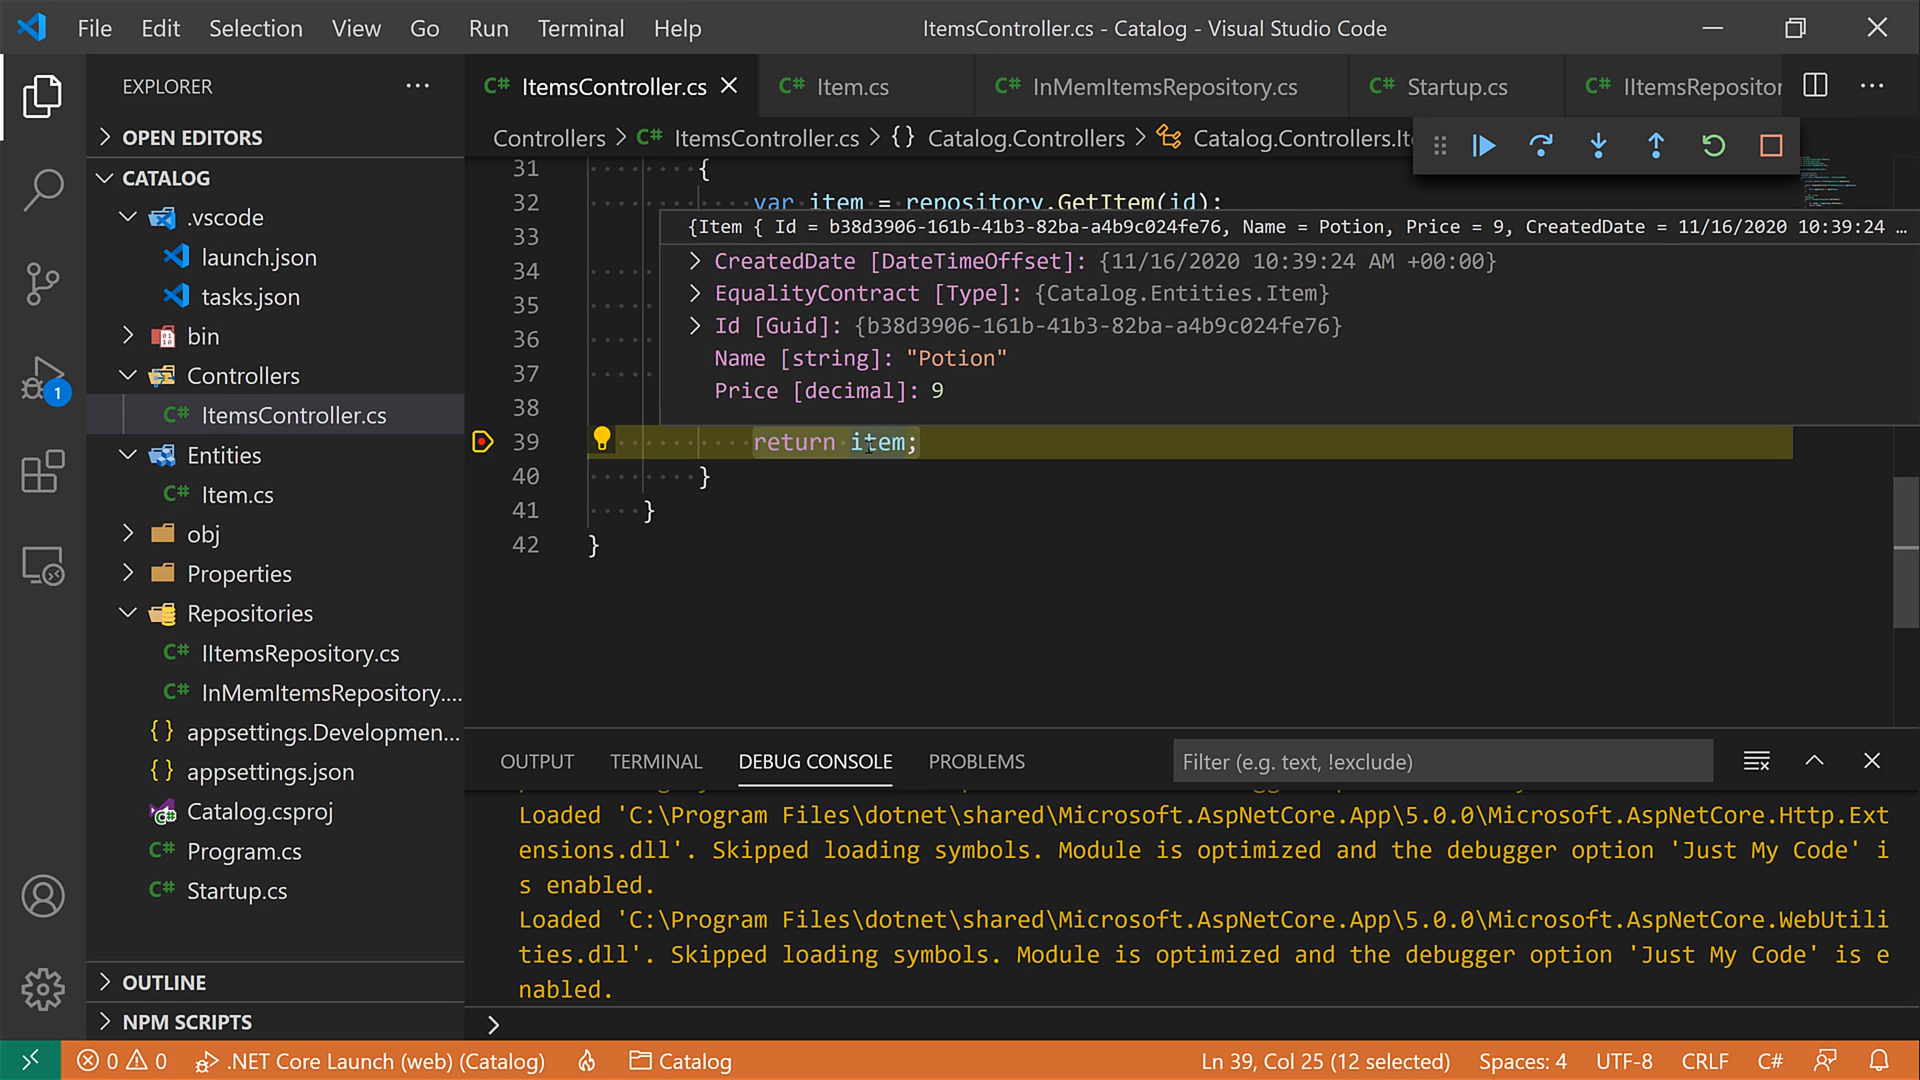 File Edit Selection View Go Run Terminal Help ItemsController.cs - Catalog - Visual Studio Code
EXPLORER
OPEN EDITORS
CATALOG
.vscode
launch.json
tasks.json
bin
Controllers
C# ItemsController.cs
Entities
C# Item.cs
obj
Properties
Repositories
C# IItemsRepository.cs
C# InMemItemsRepository....
{} appsettings.Developmen...
{} appsettings.json
Catalog.csproj
C# Program.cs
C# Startup.cs
OUTLINE
NPM SCRIPTS
1
C# ItemsController.cs C# Item.cs C# InMemItemsRepository.cs C# Startup.cs C# IItemsRepositor
Controllers > C# ItemsController.cs > {} Catalog.Controllers > Catalog.Controllers.It
31 {
32 var item = repository.GetItem(id);
33
34
35
36
37
38
{Item { Id = b38d3906-161b-41b3-82ba-a4b9c024fe76, Name = Potion, Price = 9, CreatedDate = 11/16/2020 10:39:24 ...
CreatedDate [DateTimeOffset]: {11/16/2020 10:39:24 AM +00:00}
EqualityContract [Type]: {Catalog.Entities.Item}
Id [Guid]: {b38d3906-161b-41b3-82ba-a4b9c024fe76}
Name [string]: "Potion"
Price [decimal]: 9
39 return item;
40 }
41 }
42 }
OUTPUT TERMINAL DEBUG CONSOLE PROBLEMS Filter (e.g. text, !exclude)
Loaded 'C:\Program Files\dotnet\shared\Microsoft.AspNetCore.App\5.0.0\Microsoft.AspNetCore.Http.Ext
ensions.dll'. Skipped loading symbols. Module is optimized and the debugger option 'Just My Code' i
s enabled.
Loaded 'C:\Program Files\dotnet\shared\Microsoft.AspNetCore.App\5.0.0\Microsoft.AspNetCore.WebUtili
ties.dll'. Skipped loading symbols. Module is optimized and the debugger option 'Just My Code' is e
nabled.
>
0 0 .NET Core Launch (web) (Catalog) Catalog Ln 39, Col 25 (12 selected) Spaces: 4 UTF-8 CRLF C#